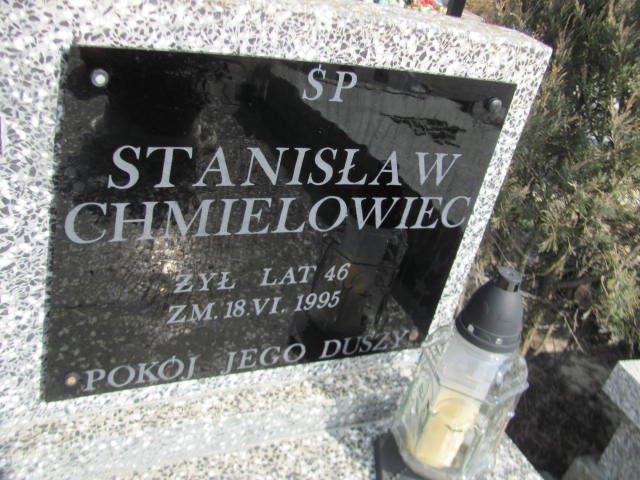 ŚP
STANISŁAW
CHMIELOWIEC
ŻYŁ LAT 46
ZM. 18.VI.1995
POKÓJ JEGO DUSZY